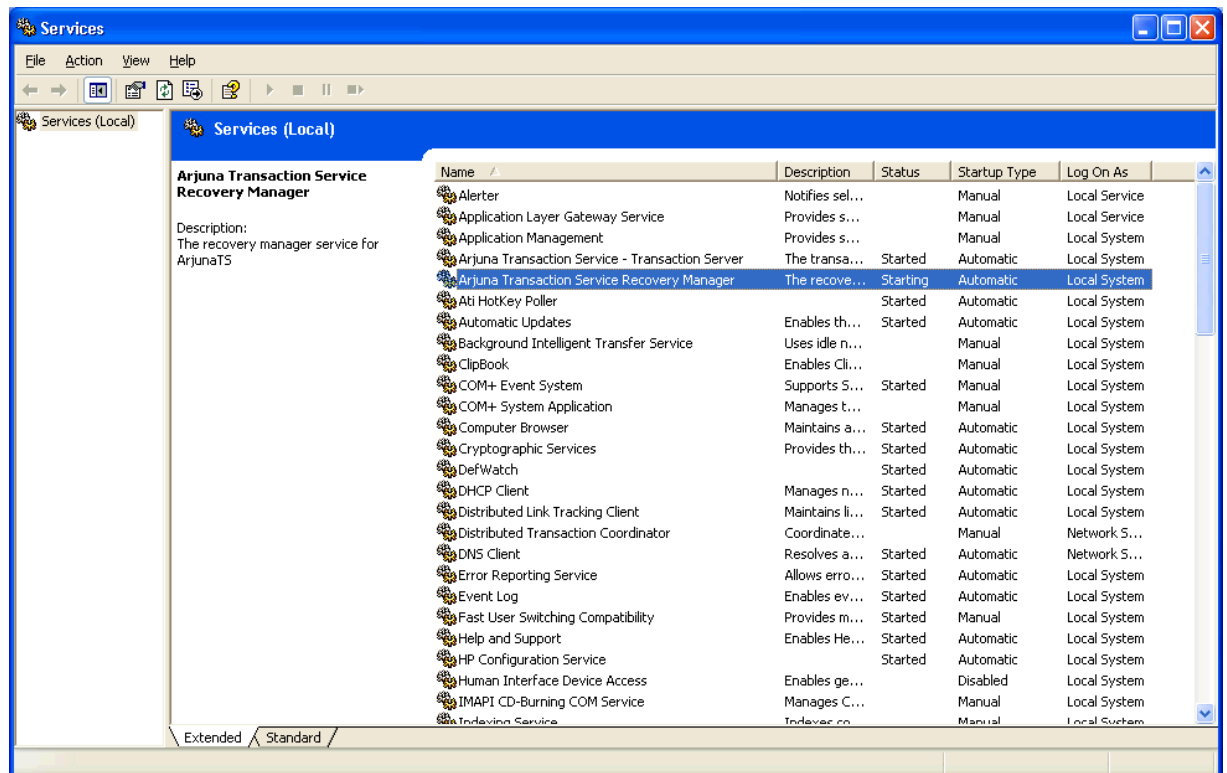 Services
File Action View Help
Services (Local)
Services (Local)
Arjuna Transaction Service
Recovery Manager
Description:
The recovery manager service for
ArjunaTS
Name Description Status Startup Type Log On As
Alerter Notifies sel... Manual Local Service
Application Layer Gateway Service Provides s... Manual Local Service
Application Management Provides s... Manual Local System
Arjuna Transaction Service - Transaction Server The transa... Started Automatic Local System
Arjuna Transaction Service Recovery Manager The recove... Starting Automatic Local System
Ati HotKey Poller Started Automatic Local System
Automatic Updates Enables th... Started Automatic Local System
Background Intelligent Transfer Service Uses idle n... Manual Local System
ClipBook Enables Cli... Manual Local System
COM+ Event System Supports S... Started Manual Local System
COM+ System Application Manages t... Manual Local System
Computer Browser Maintains a... Started Automatic Local System
Cryptographic Services Provides th... Started Automatic Local System
DefWatch Started Automatic Local System
DHCP Client Manages n... Started Automatic Local System
Distributed Link Tracking Client Maintains li... Started Automatic Local System
Distributed Transaction Coordinator Coordinate... Manual Network S...
DNS Client Resolves a... Started Automatic Network S...
Error Reporting Service Allows erro... Started Automatic Local System
Event Log Enables ev... Started Automatic Local System
Fast User Switching Compatibility Provides m... Started Manual Local System
Help and Support Enables He... Started Automatic Local System
HP Configuration Service Started Automatic Local System
Human Interface Device Access Enables ge... Disabled Local System
IMAPI CD-Burning COM Service Manages C... Manual Local System
Indexing Service Indexes co... Manual Local System
Extended Standard